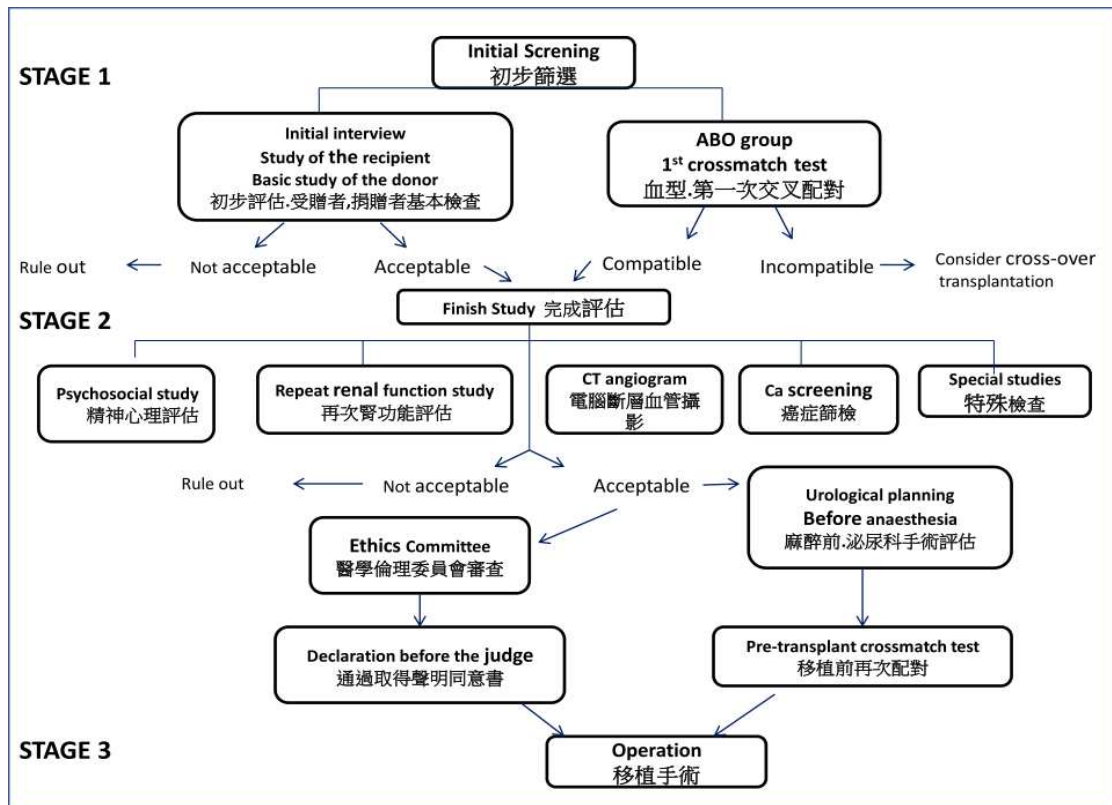 Initial Screning
初步篩選
STAGE 1
Initial interview
Study of the recipient
Basic study of the donor
初步評估.受贈者,捐贈者基本檢查
ABO group
1st crossmatch test
血型.第一次交叉配對
Rule out
Not acceptable
Acceptable
Compatible
Incompatible
Consider cross-over
transplantation
Finish Study 完成評估
STAGE 2
Psychosocial study
精神心理評估
Repeat renal function study
再次腎功能評估
CT angiogram
電腦斷層血管攝
影
Ca screening
癌症篩檢
Special studies
特殊檢查
Rule out
Not acceptable
Acceptable
Urological planning
Before anaesthesia
麻醉前.泌尿科手術評估
Ethics Committee
醫學倫理委員會審查
Declaration before the judge
通過取得聲明同意書
Pre-transplant crossmatch test
移植前再次配對
STAGE 3
Operation
移植手術